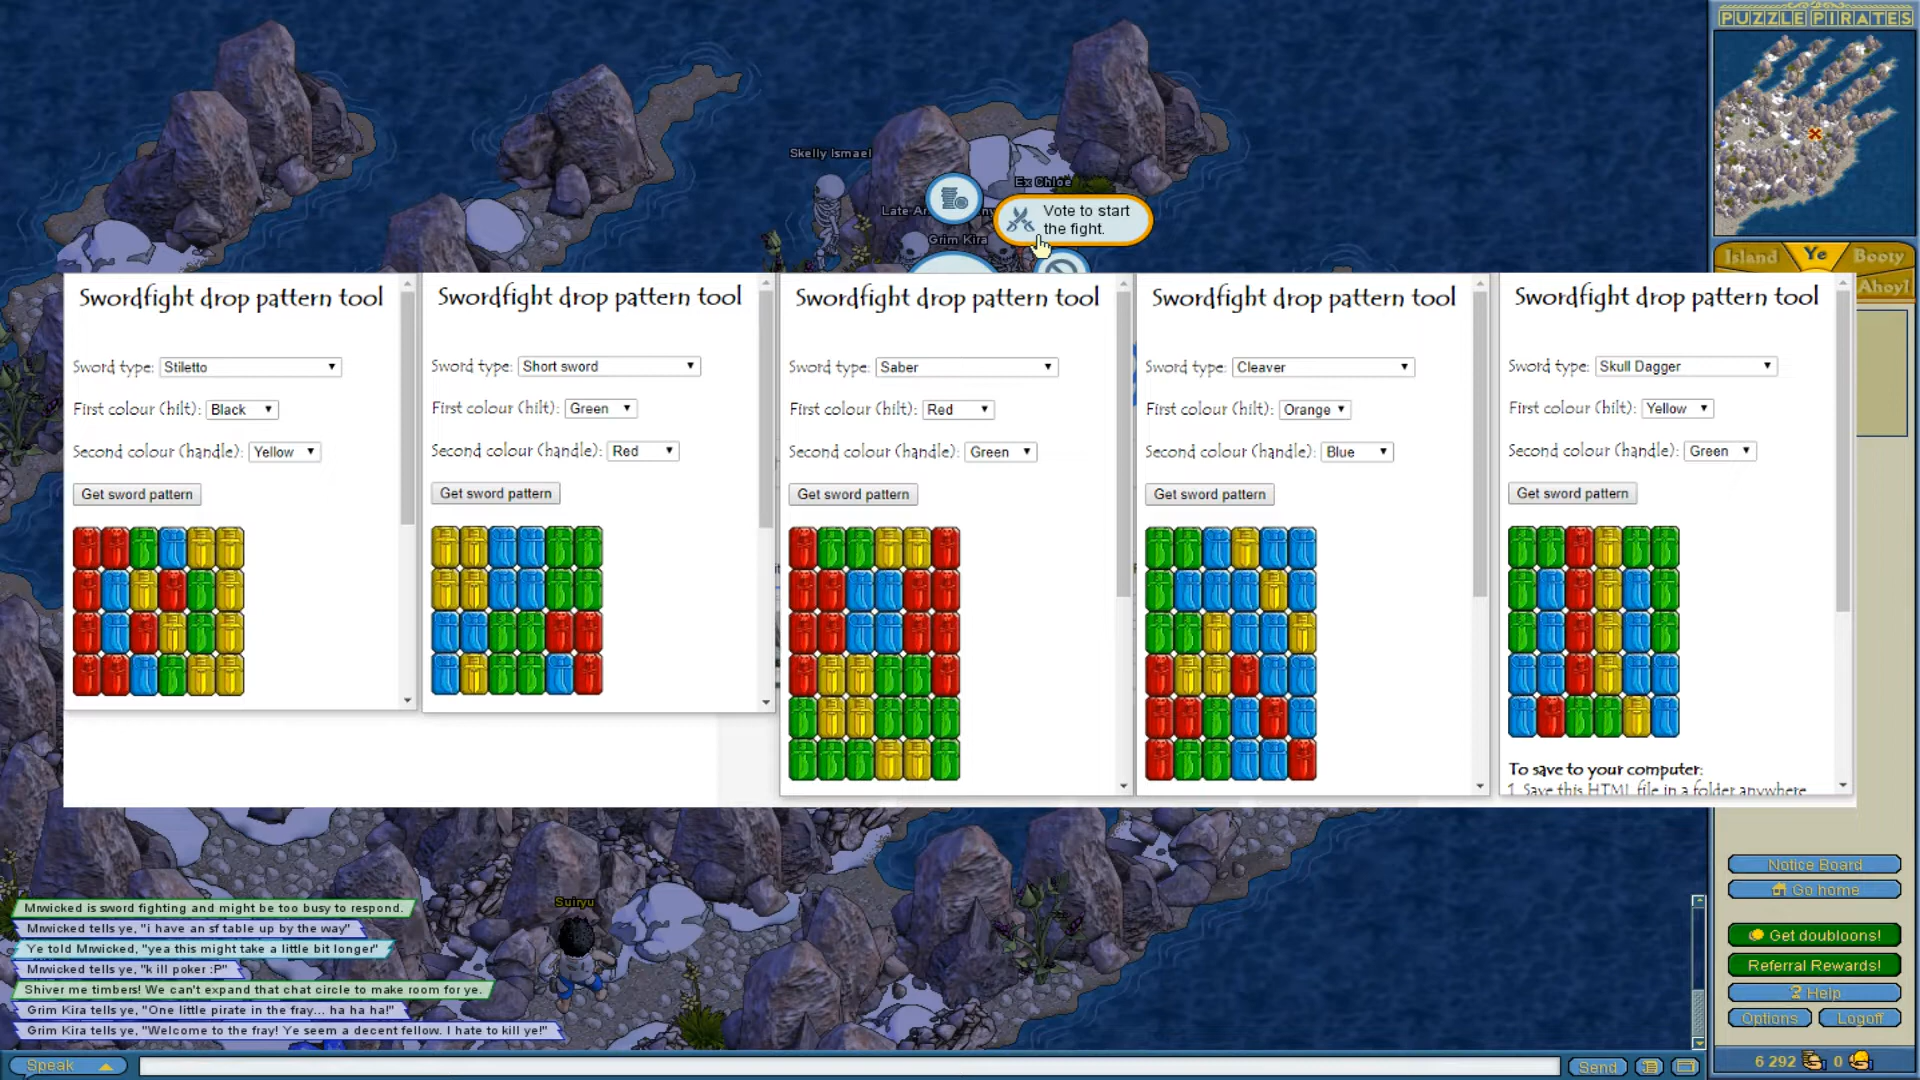 PUZZLE PIRATES
Skelly Ismael
Ex Chloe
Vote to start
the fight.
Grim Kira
Island
Ye
Booty
Ahoy!
Swordfight drop pattern tool
Sword type: Stiletto
First colour (hilt): Black
Second colour (handle): Yellow
Get sword pattern
Swordfight drop pattern tool
Sword type: Short sword
First colour (hilt): Green
Second colour (handle): Red
Get sword pattern
Swordfight drop pattern tool
Sword type: Saber
First colour (hilt): Red
Second colour (handle): Green
Get sword pattern
Swordfight drop pattern tool
Sword type: Cleaver
First colour (hilt): Orange
Second colour (handle): Blue
Get sword pattern
Swordfight drop pattern tool
Sword type: Skull Dagger
First colour (hilt): Yellow
Second colour (handle): Green
Get sword pattern
To save to your computer:
1. Save this HTML file in a folder anywhere
Suiryu
Mrwicked is sword fighting and might be too busy to respond.
Mrwicked tells ye, "i have an sf table up by the way"
Ye told Mrwicked, "yea this might take a little bit longer"
Mrwicked tells ye, "k ill poker :P"
Shiver me timbers! We can't expand that chat circle to make room for ye.
Grim Kira tells ye, "One little pirate in the fray... ha ha ha!"
Grim Kira tells ye, "Welcome to the fray! Ye seem a decent fellow. I hate to kill ye!"
Notice Board
Go home
Get doubloons!
Referral Rewards!
? Help
Options
Logoff
Speak
Send
6 292
0